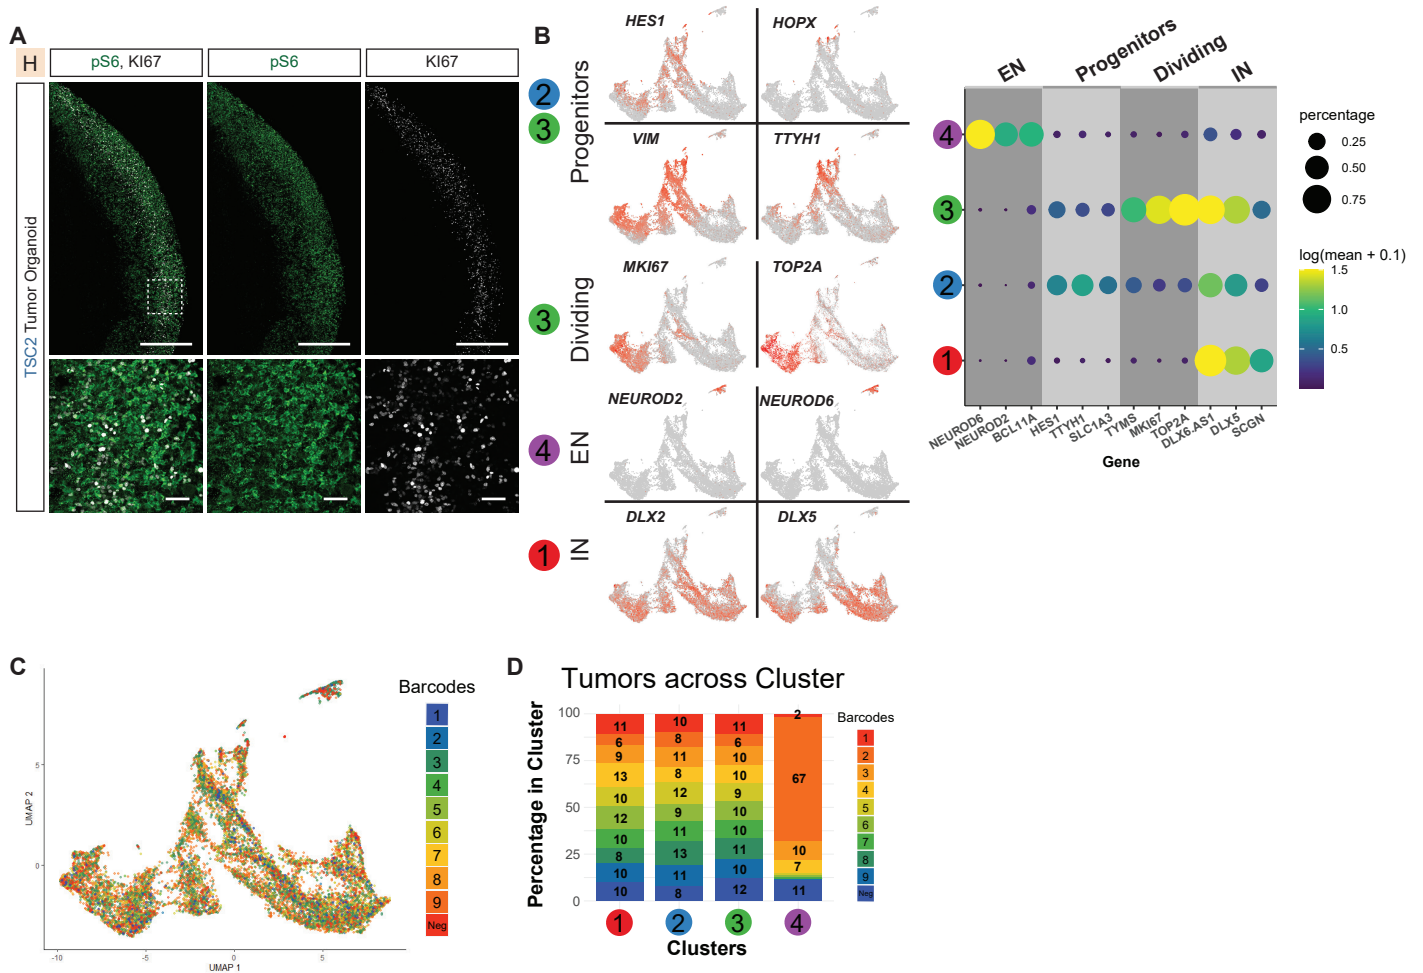 A
H
pS6, KI67
pS6
KI67
TSC2 Tumor Organoid
B
2
3
Progenitors
HES1
HOPX
VIM
TTYH1
3
Dividing
MKI67
TOP2A
4
EN
NEUROD2
NEUROD6
1
IN
DLX2
DLX5
EN
Progenitors
Dividing
IN
4
3
2
1
NEUROD6
NEUROD2
BCL11A
HES1
TTYH1
SLC1A3
TYMS
MKI67
TOP2A
DLX6.AS1
DLX5
SCGN
Gene
percentage
0.25
0.50
0.75
log(mean + 0.1)
1.5
1.0
0.5
C
UMAP 2
5
0
-10
-5
0
5
UMAP 1
Barcodes
1
2
3
4
5
6
7
8
9
Neg
D
Tumors across Cluster
Percentage in Cluster
100
75
50
25
0
11
6
9
13
10
12
10
8
10
10
10
8
11
8
12
9
11
13
11
8
11
6
10
10
9
10
10
11
10
12
2
67
10
7
11
1
2
3
4
Clusters
Barcodes
1
2
3
4
5
6
7
8
9
Neg